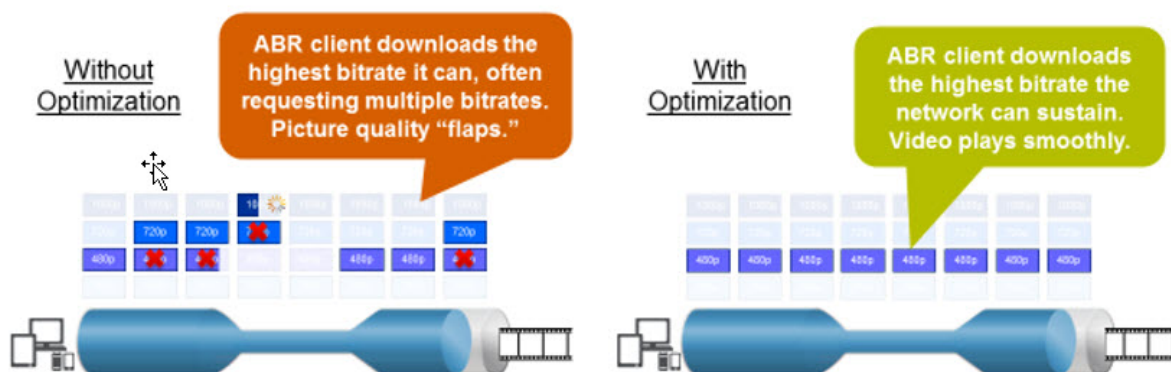 Without
Optimization
ABR client downloads the
highest bitrate it can, often
requesting multiple bitrates.
Picture quality “flaps.”
720p 720p 720p
480p 480p 480p
With
Optimization
ABR client downloads
the highest bitrate the
network can sustain.
Video plays smoothly.
480p 480p 480p 480p 480p 480p 480p 480p